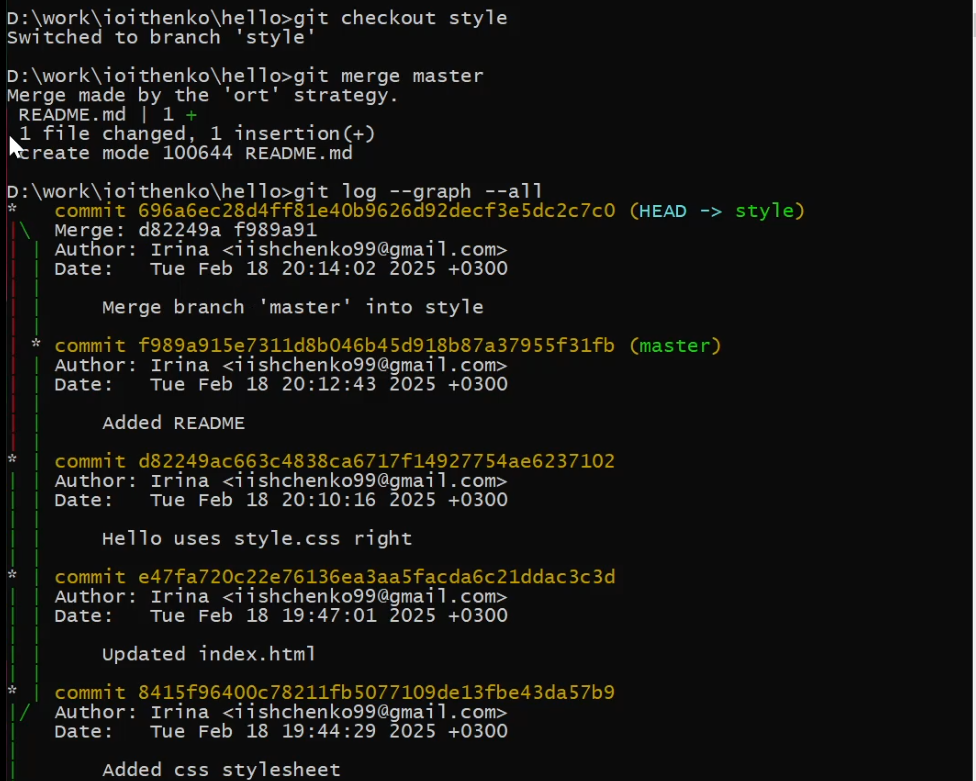 D:\work\ioithenko\hello>git checkout style
Switched to branch 'style'
D:\work\ioithenko\hello>git merge master
Merge made by the 'ort' strategy.
README.md | 1 +
1 file changed, 1 insertion(+)
create mode 100644 README.md
D:\work\ioithenko\hello>git log --graph --all
*   commit 696a6ec28d4ff81e40b9626d92decf3e5dc2c7c0 (HEAD -> style)
|\  Merge: d82249a f989a91
| | Author: Irina <iishchenko99@gmail.com>
| | Date:   Tue Feb 18 20:14:02 2025 +0300
| |
| |     Merge branch 'master' into style
| |
| * commit f989a915e7311d8b046b45d918b87a37955f31fb (master)
| | Author: Irina <iishchenko99@gmail.com>
| | Date:   Tue Feb 18 20:12:43 2025 +0300
| |
| |     Added README
| |
* | commit d82249ac663c4838ca6717f14927754ae6237102
| | Author: Irina <iishchenko99@gmail.com>
| | Date:   Tue Feb 18 20:10:16 2025 +0300
| |
| |     Hello uses style.css right
| |
* | commit e47fa720c22e76136ea3aa5facda6c21ddac3c3d
| | Author: Irina <iishchenko99@gmail.com>
| | Date:   Tue Feb 18 19:47:01 2025 +0300
| |
| |     Updated index.html
| |
* | commit 8415f96400c78211fb5077109de13fbe43da57b9
|/  Author: Irina <iishchenko99@gmail.com>
|   Date:   Tue Feb 18 19:44:29 2025 +0300
|
|       Added css stylesheet